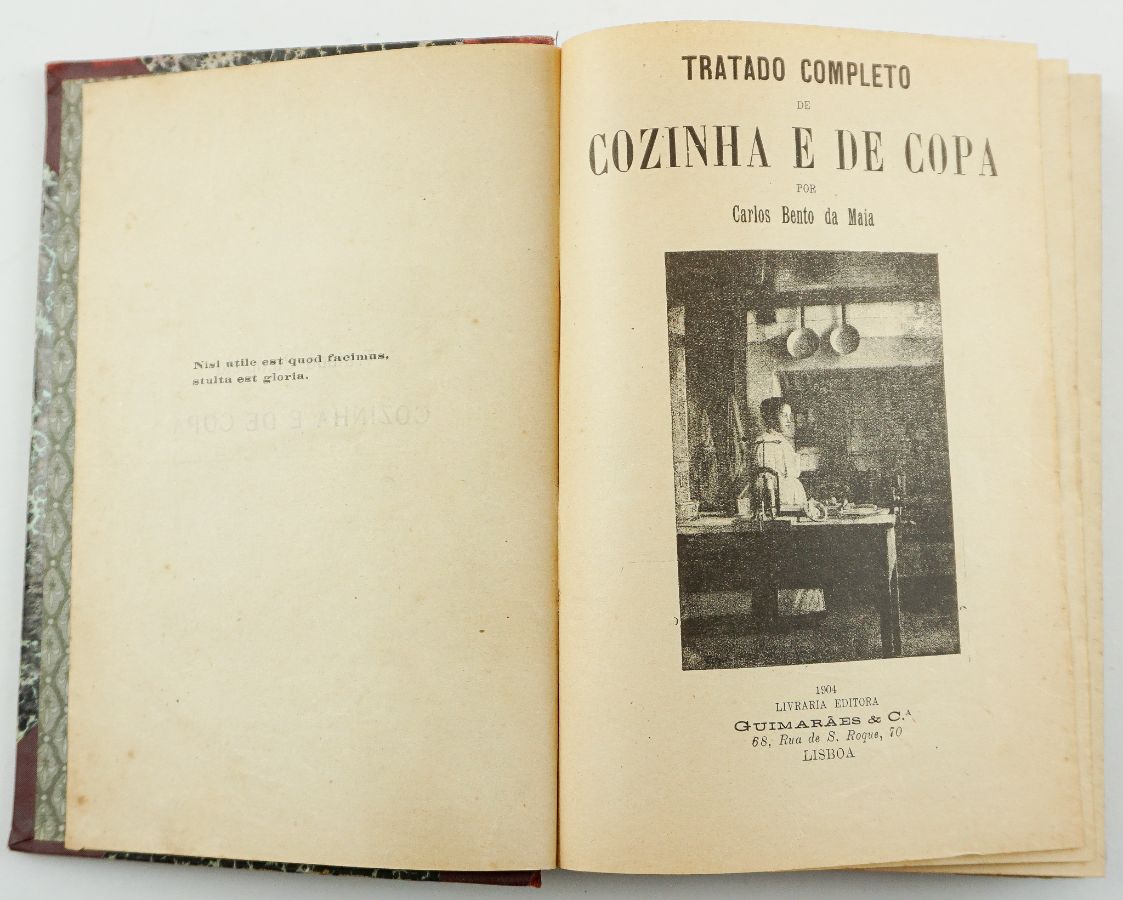 Nisi utile est quod facimus,
stulta est gloria.
TRATADO COMPLETO
DE
COZINHA E DE COPA
POR
Carlos Bento da Maia
1904
LIVRARIA EDITORA
GUIMARÃES & C.ᴬ
68, Rua de S. Roque, 70
LISBOA